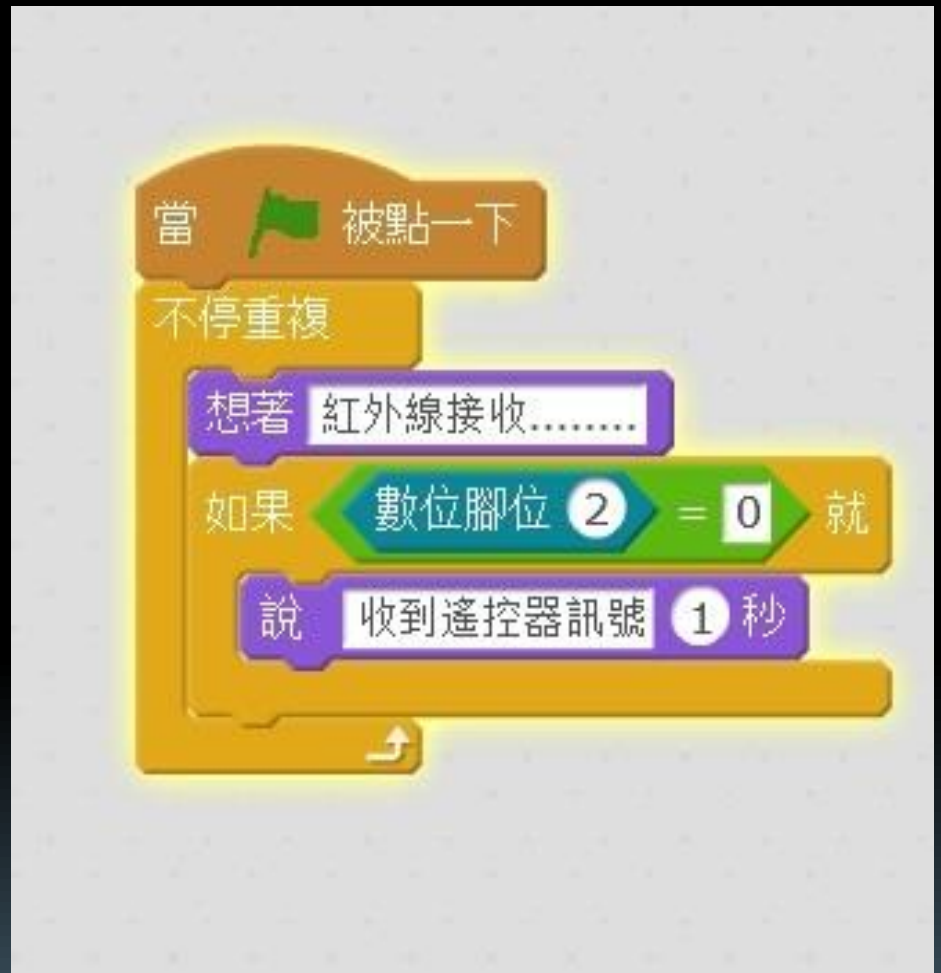 當 被點一下
不停重複
想著 紅外線接收........
如果 數位腳位 2 = 0 就
說 收到遙控器訊號 1 秒